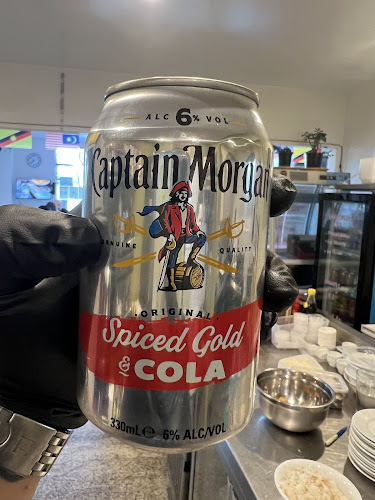 ALC 6% VOL
Captain Morgan
GENUINE QUALITY
·ORIGINAL·
Spiced Gold
& COLA
330mL e 6% ALC/VOL